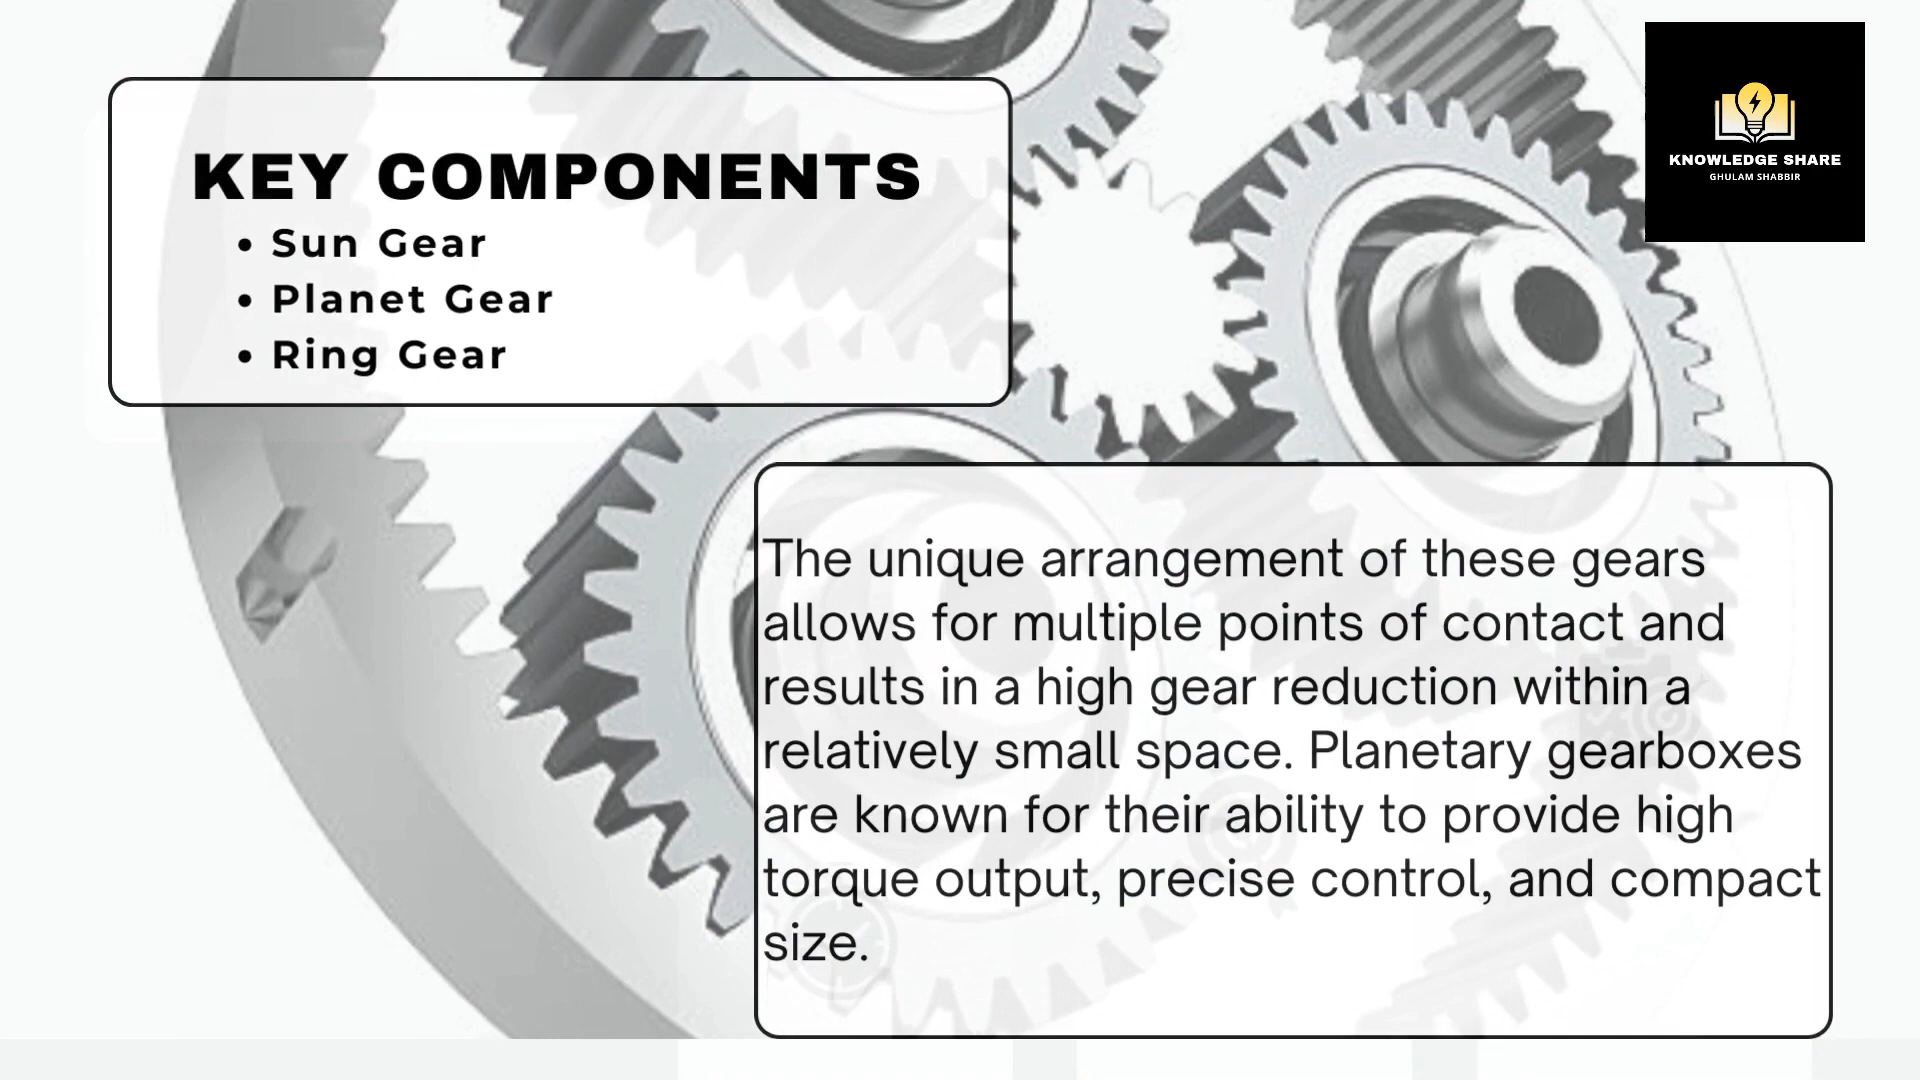 KNOWLEDGE SHARE
GHULAM SHABBIR
KEY COMPONENTS
• Sun Gear
• Planet Gear
• Ring Gear
The unique arrangement of these gears
allows for multiple points of contact and
results in a high gear reduction within a
relatively small space. Planetary gearboxes
are known for their ability to provide high
torque output, precise control, and compact
size.